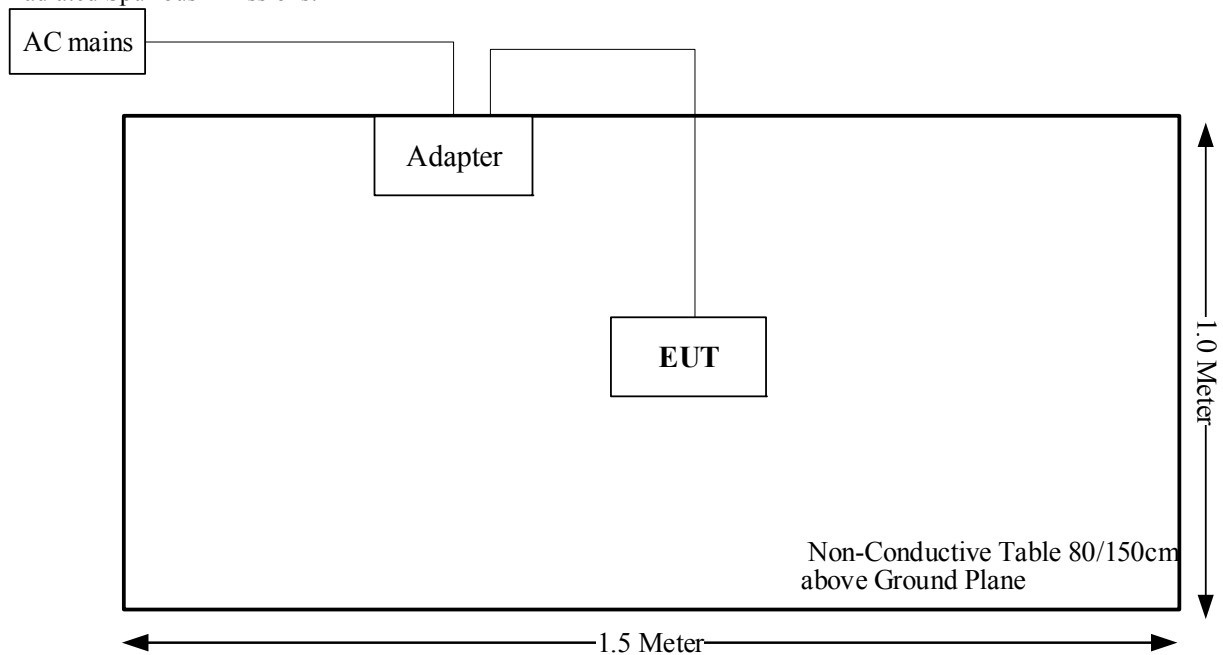 AC mains
Adapter
EUT
1.0 Meter
Non-Conductive Table 80/150cm
above Ground Plane
1.5 Meter